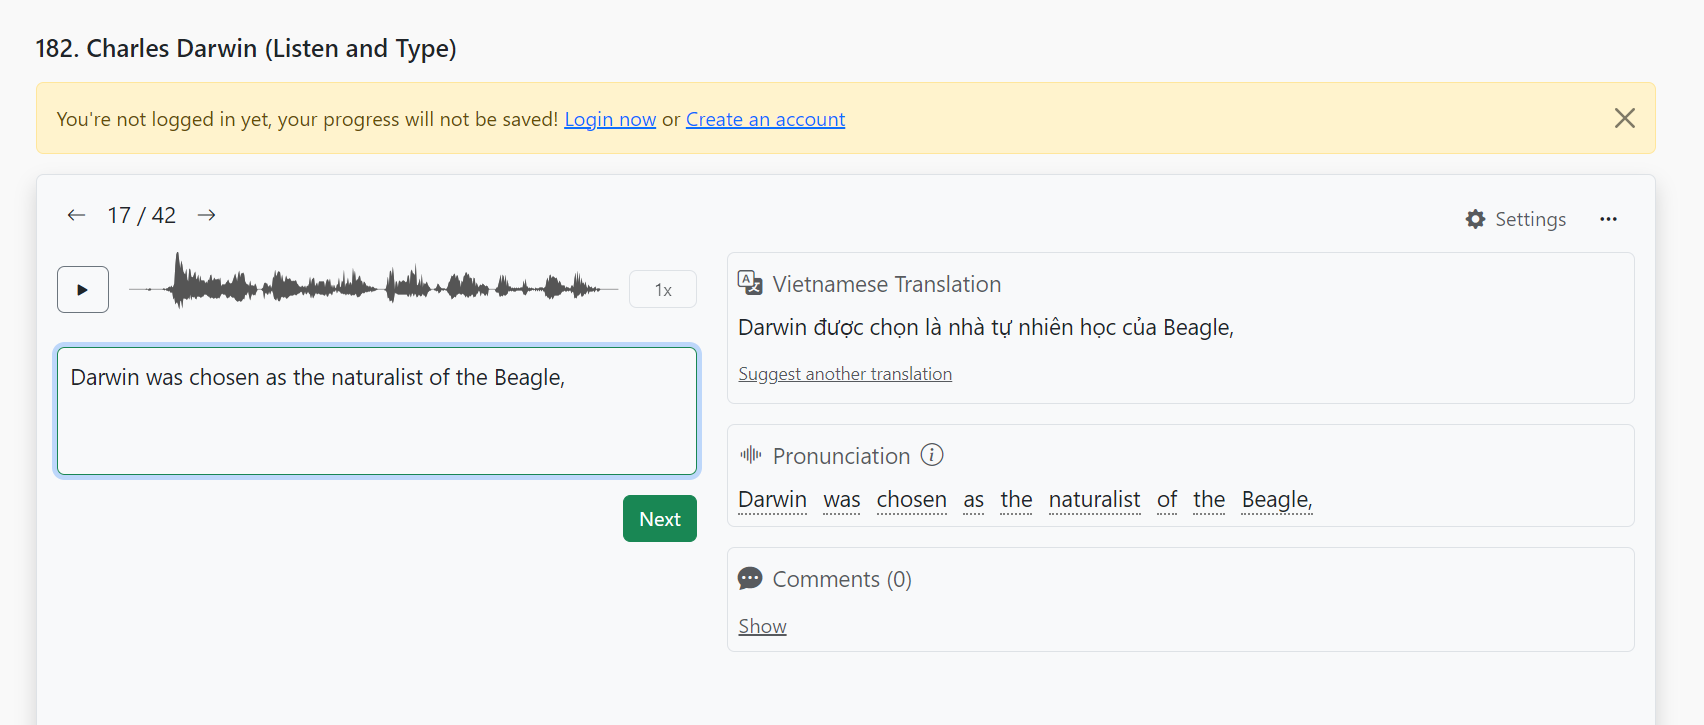 182. Charles Darwin (Listen and Type)
You're not logged in yet, your progress will not be saved! Login now or Create an account
17 / 42
Settings
1x
Darwin was chosen as the naturalist of the Beagle,
Next
Vietnamese Translation
Darwin được chọn là nhà tự nhiên học của Beagle,
Suggest another translation
Pronunciation
Darwin was chosen as the naturalist of the Beagle,
Comments (0)
Show